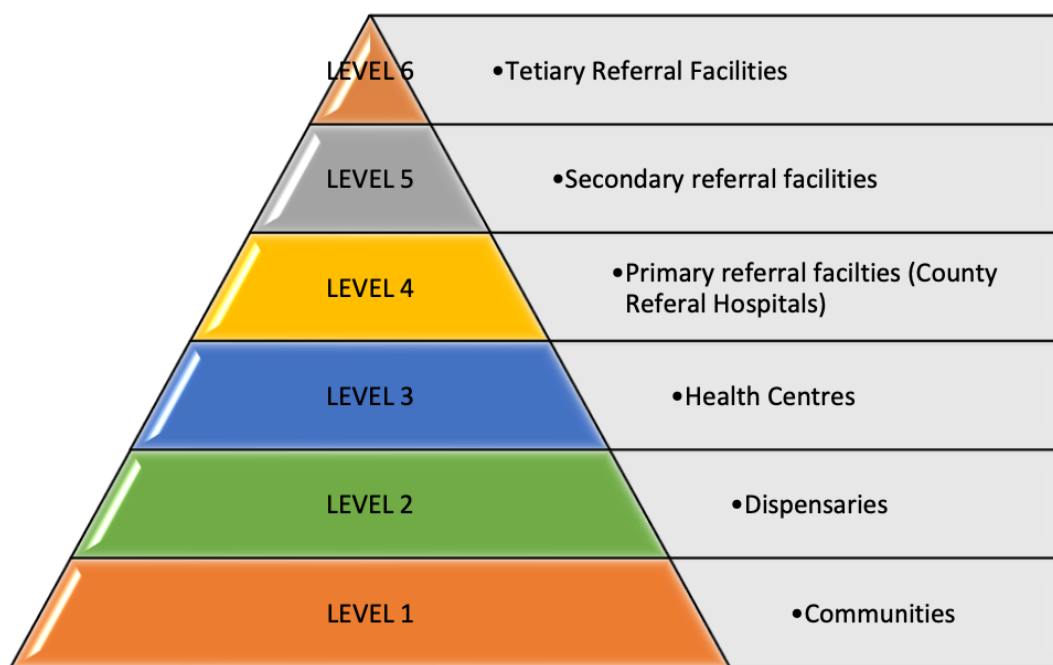 LEVEL 6
•Tetiary Referral Facilities
LEVEL 5
•Secondary referral facilities
LEVEL 4
•Primary referral facilties (County
Referal Hospitals)
LEVEL 3
•Health Centres
LEVEL 2
•Dispensaries
LEVEL 1
•Communities